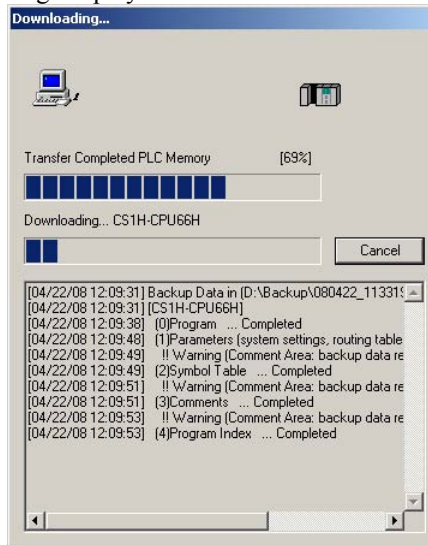 Downloading...
Transfer Completed PLC Memory [69%]
Downloading... CS1H-CPU66H
Cancel
[04/22/08 12:09:31] Backup Data in (D:\Backup\080422_113319
[04/22/08 12:09:31] [CS1H-CPU66H]
[04/22/08 12:09:38] (0)Program ... Completed
[04/22/08 12:09:48] (1)Parameters (system settings, routing table
[04/22/08 12:09:49] !! Warning (Comment Area: backup data re
[04/22/08 12:09:49] (2)Symbol Table ... Completed
[04/22/08 12:09:51] !! Warning (Comment Area: backup data re
[04/22/08 12:09:51] (3)Comments ... Completed
[04/22/08 12:09:53] !! Warning (Comment Area: backup data re
[04/22/08 12:09:53] (4)Program Index ... Completed